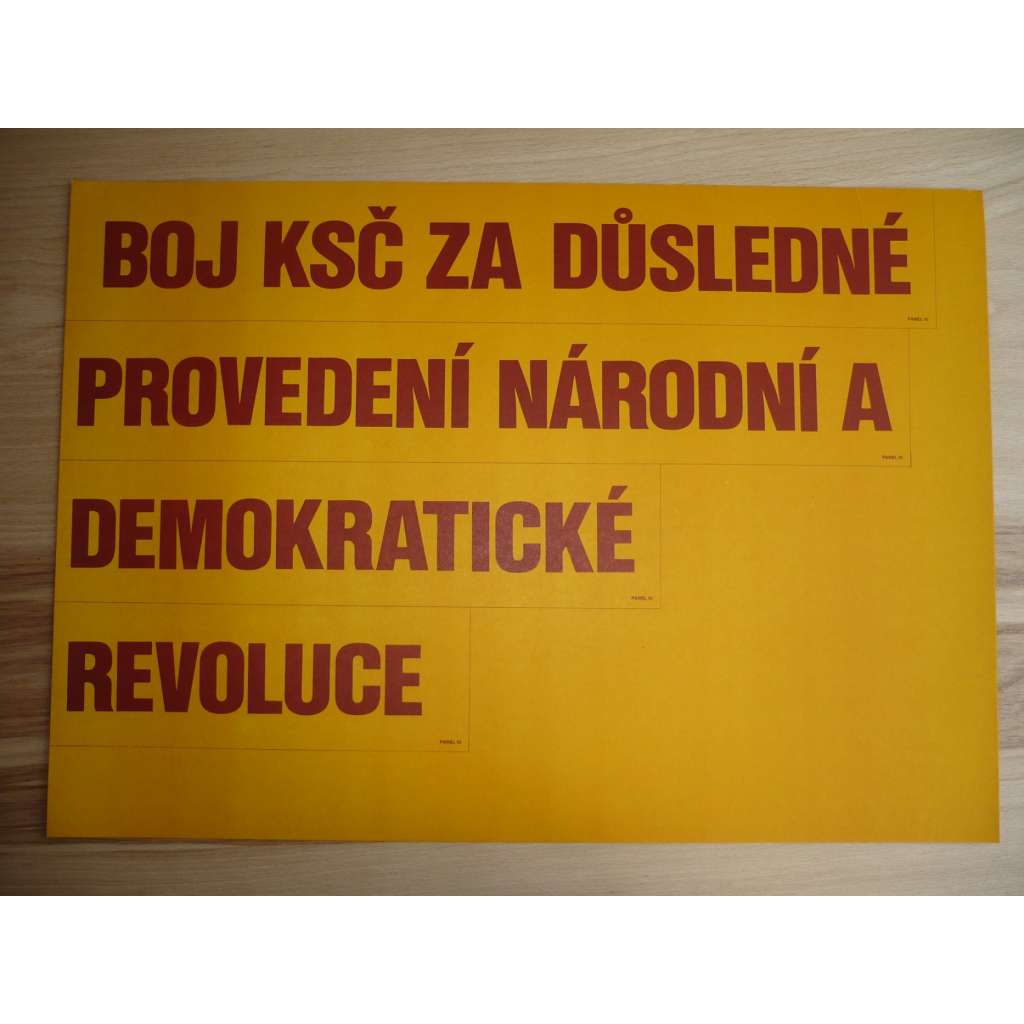 BOJ KSČ ZA DŮSLEDNÉ
PROVEDENÍ NÁRODNÍ A
DEMOKRATICKÉ
REVOLUCE